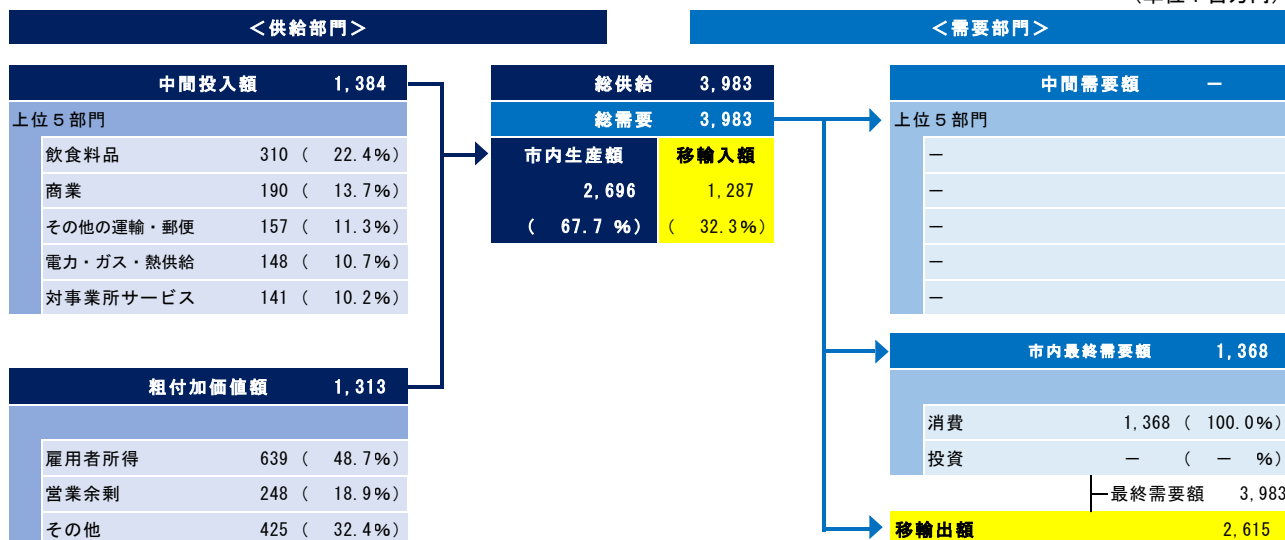 （単位：百万円）
＜供給部門＞
＜需要部門＞
中間投入額 1,384
上位５部門
飲食料品 310 ( 22.4%)
商業 190 ( 13.7%)
その他の運輸・郵便 157 ( 11.3%)
電力・ガス・熱供給 148 ( 10.7%)
対事業所サービス 141 ( 10.2%)
粗付加価値額 1,313
雇用者所得 639 ( 48.7%)
営業余剰 248 ( 18.9%)
その他 425 ( 32.4%)
総供給 3,983
総需要 3,983
市内生産額 移輸入額
2,696 1,287
( 67.7 %) ( 32.3%)
中間需要額 －
上位５部門
－
－
－
－
－
市内最終需要額 1,368
消費 1,368 ( 100.0%)
投資 － ( － %)
最終需要額 3,983
移輸出額 2,615